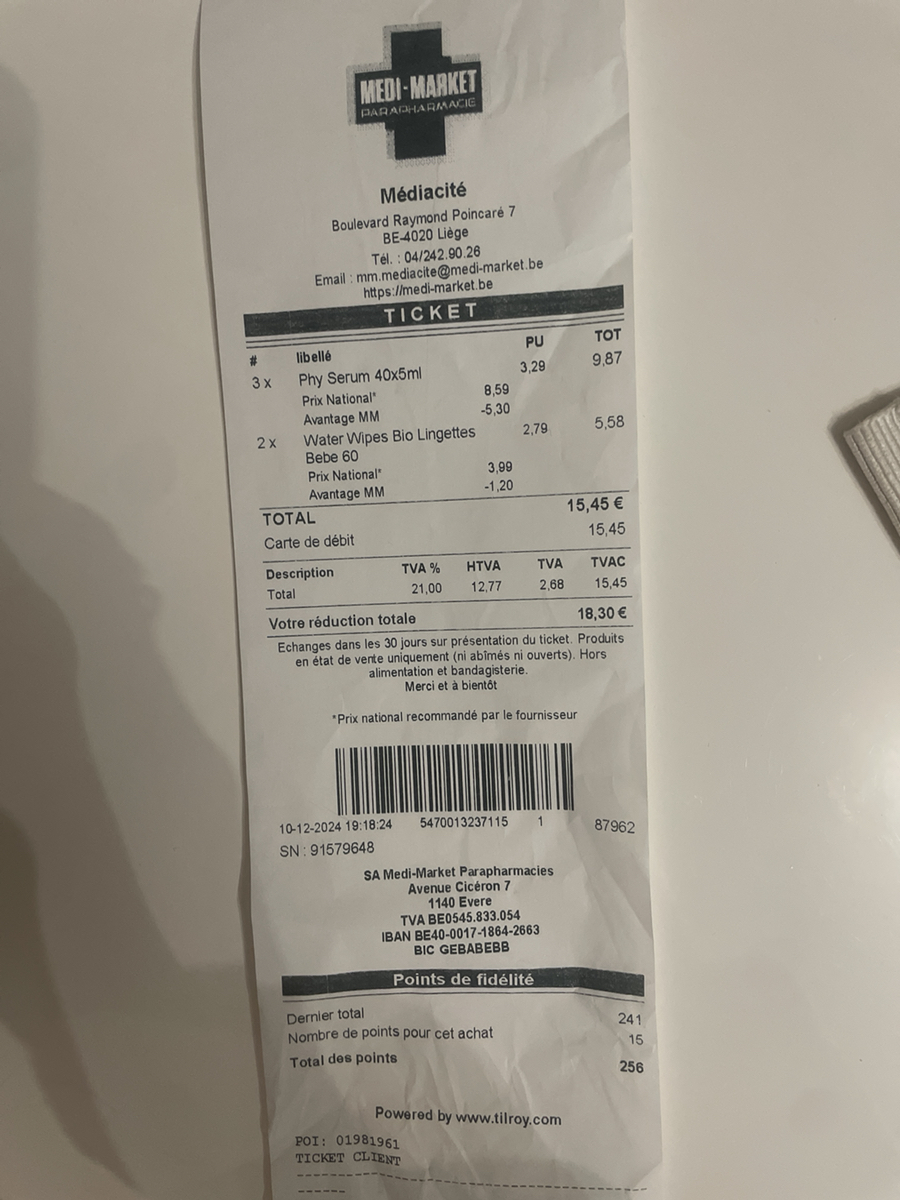 MEDI-MARKET
PARAPHARMACIE
Médiacité
Boulevard Raymond Poincaré 7
BE-4020 Liège
Tél. : 04/242.90.26
Email : mm.mediacite@medi-market.be
https://medi-market.be
TICKET
# libellé PU TOT
3 x Phy Serum 40x5ml 3,29 9,87
Prix National* 8,59
Avantage MM -5,30
2 x Water Wipes Bio Lingettes 2,79 5,58
Bebe 60
Prix National* 3,99
Avantage MM -1,20
TOTAL 15,45 €
Carte de débit 15,45
Description TVA % HTVA TVA TVAC
Total 21,00 12,77 2,68 15,45
Votre réduction totale 18,30 €
Echanges dans les 30 jours sur présentation du ticket. Produits
en état de vente uniquement (ni abîmés ni ouverts). Hors
alimentation et bandagisterie.
Merci et à bientôt
*Prix national recommandé par le fournisseur
10-12-2024 19:18:24 5470013237115 1 87962
SN : 91579648
SA Medi-Market Parapharmacies
Avenue Cicéron 7
1140 Evere
TVA BE0545.833.054
IBAN BE40-0017-1864-2663
BIC GEBABEBB
Points de fidélité
Dernier total 241
Nombre de points pour cet achat 15
Total des points 256
Powered by www.tilroy.com
POI: 01981961
TICKET CLIENT